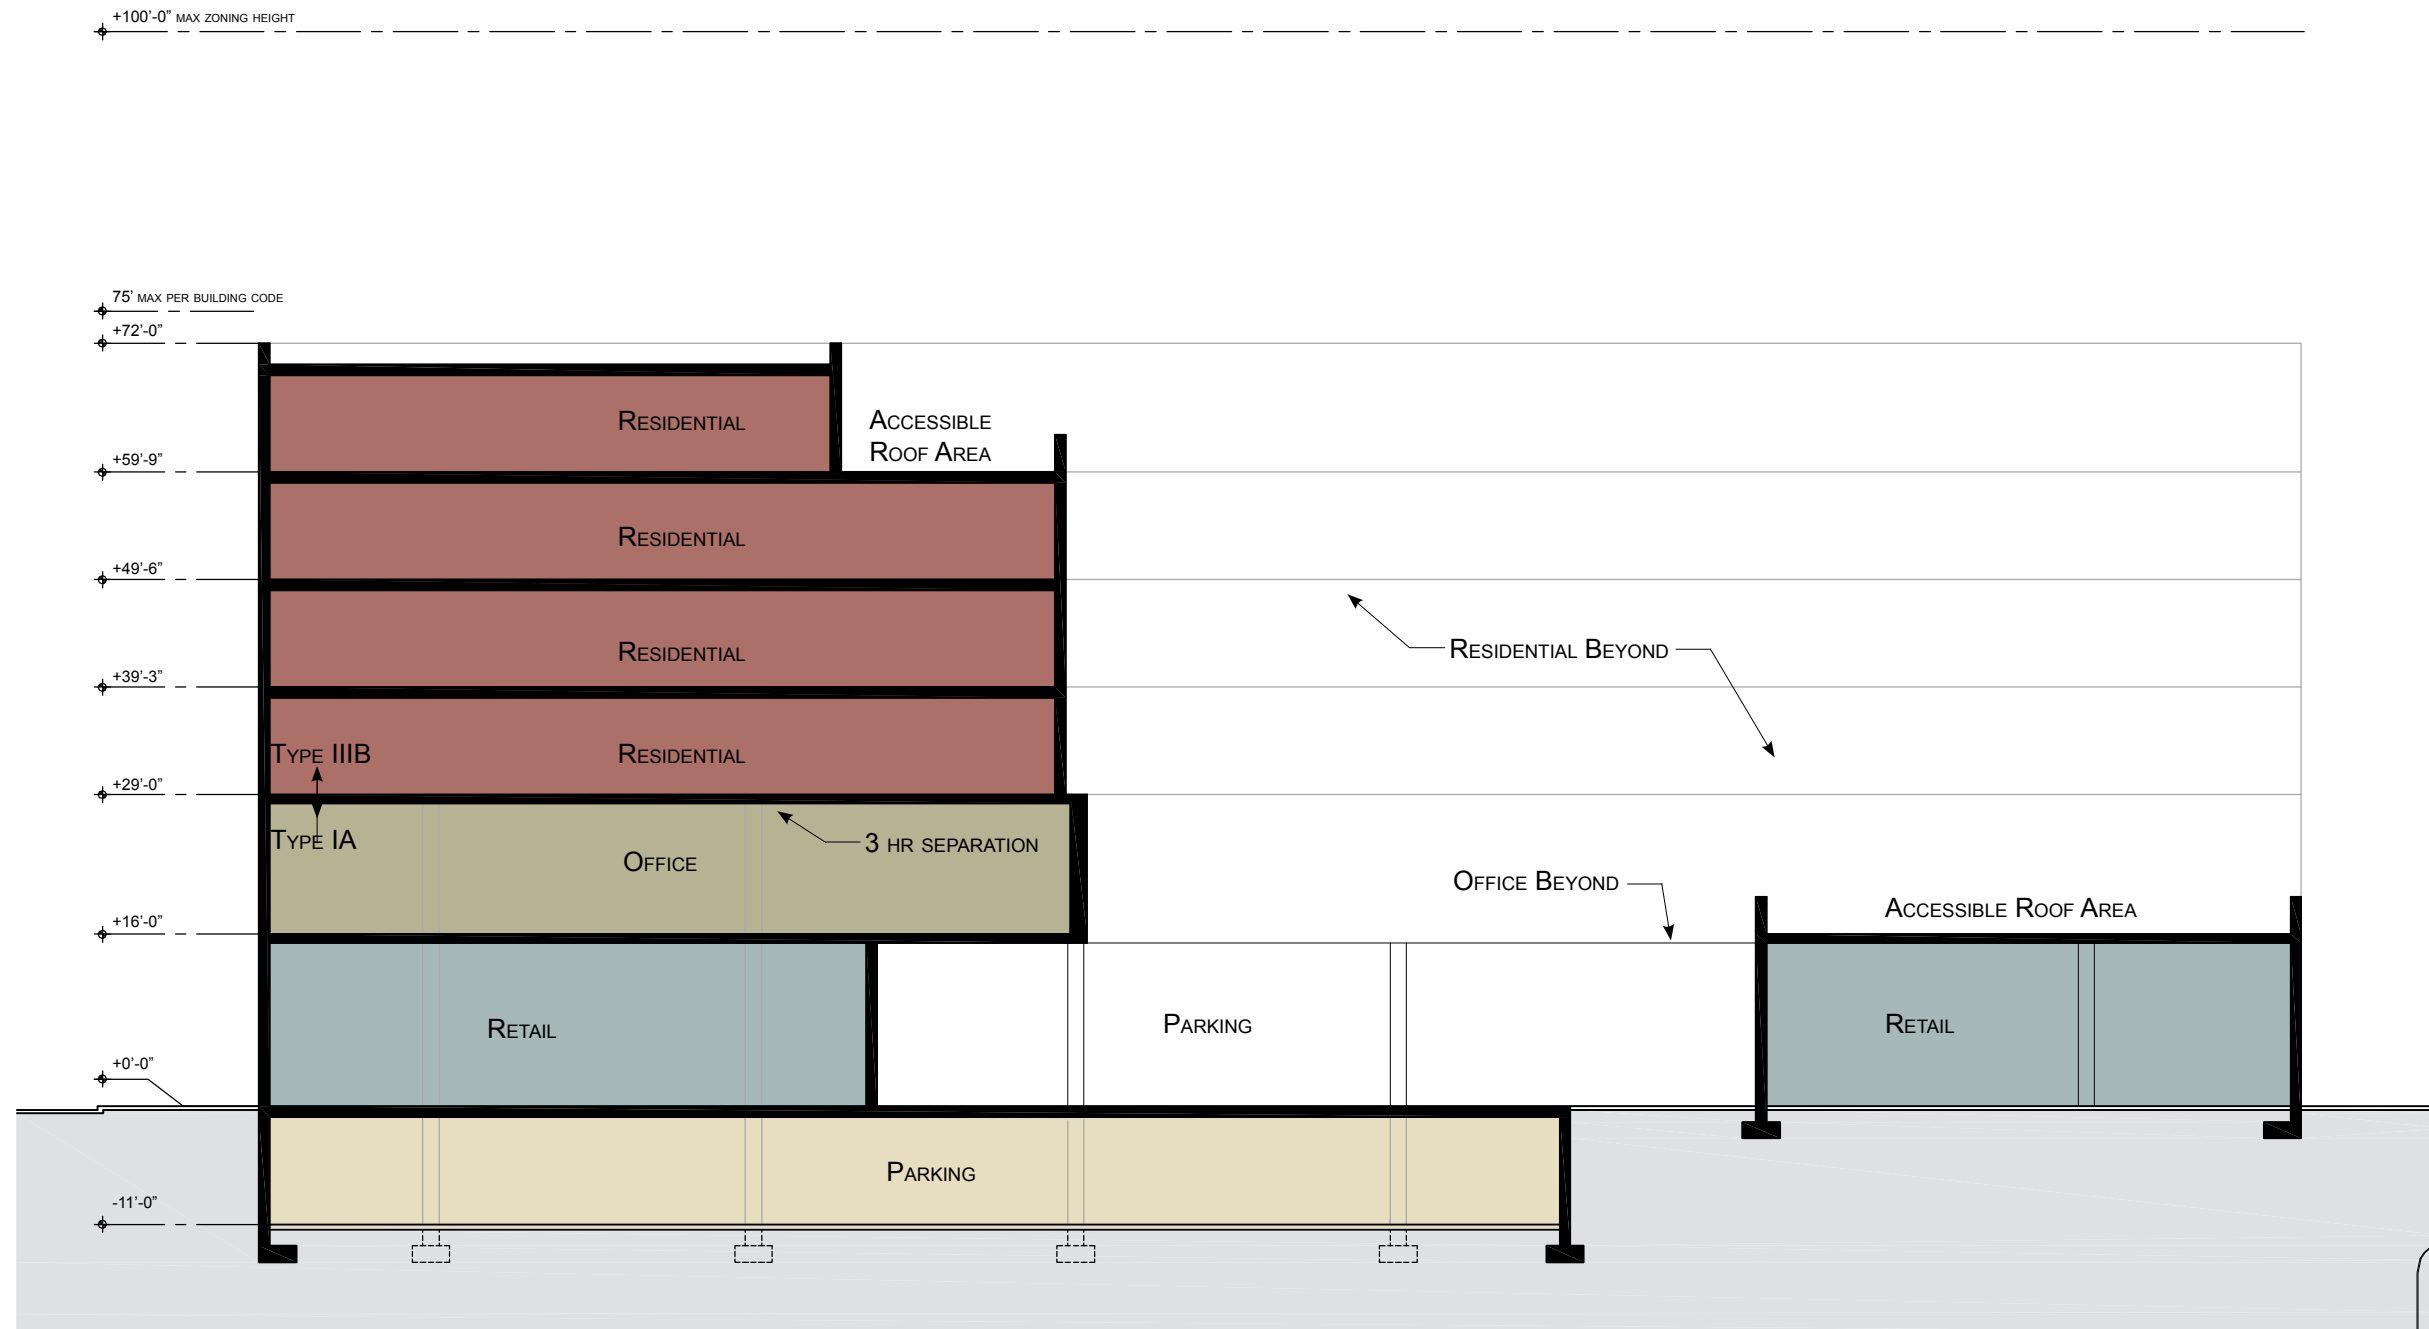 +100’-0” MAX ZONING HEIGHT
75’ MAX PER BUILDING CODE
+72’-0”
RESIDENTIAL
ACCESSIBLE
ROOF AREA
+59’-9”
RESIDENTIAL
+49’-6”
RESIDENTIAL
RESIDENTIAL BEYOND
+39’-3”
TYPE IIIB
RESIDENTIAL
+29’-0”
TYPE IA
3 HR SEPARATION
OFFICE
OFFICE BEYOND
ACCESSIBLE ROOF AREA
+16’-0”
RETAIL
PARKING
RETAIL
+0’-0”
PARKING
-11’-0”